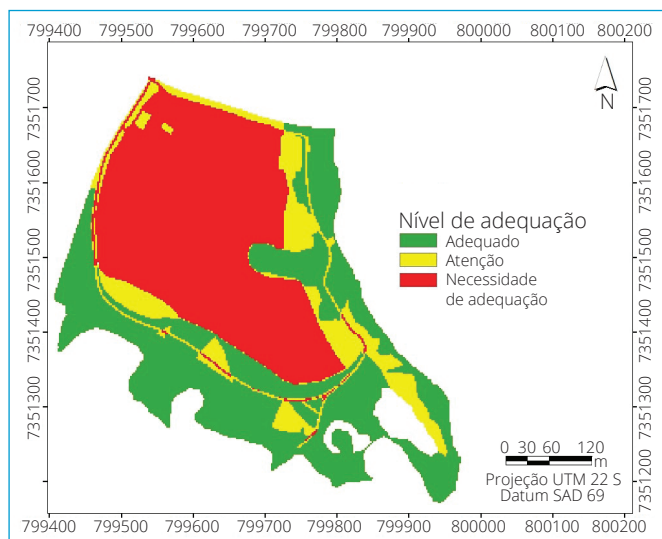 799400 799500 799600 799700 799800 799900 800000 800100 800200
7351700
7351600
7351500
7351400
7351300
7351200
N
Nível de adequação
Adequado
Atenção
Necessidade
de adequação
7351700
7351600
7351500
7351400
7351300
7351200
0 30 60 120
m
Projeção UTM 22 S
Datum SAD 69
799400 799500 799600 799700 799800 799900 800000 800100 800200